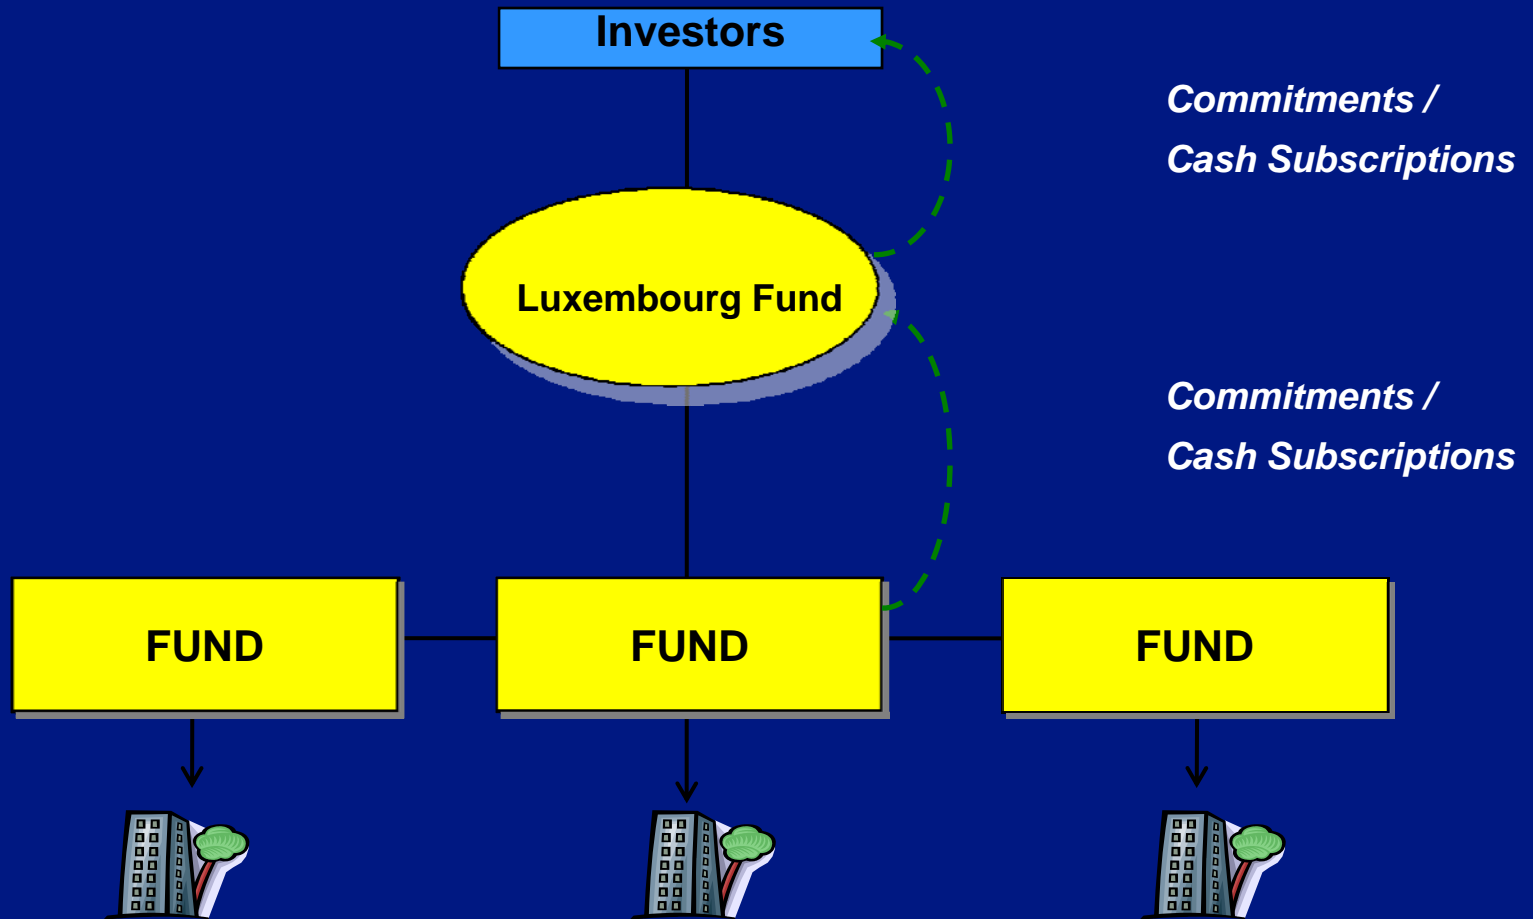 Investors
Commitments /
Cash Subscriptions
Luxembourg Fund
Commitments /
Cash Subscriptions
FUND
FUND
FUND